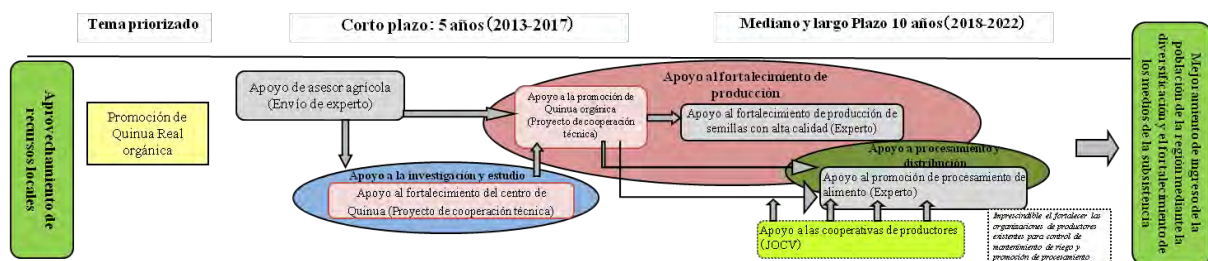 Tema priorizado
Corto plazo: 5 años(2013-2017)
Mediano y largo Plazo 10 años(2018-2022)
Aprovechamiento de
recursos locales
Promoción de
Quinua Real
orgánica
Apoyo de asesor agrícola
(Envío de experto)
Apoyo a la investigación y estudio
Apoyo al fortalecimiento del centro de
Quinua (Proyecto de cooperación técnica)
Apoyo al fortalecimiento de
producción
Apoyo a la promoción de
Quinua orgánica
(Proyecto de cooperación
técnica)
Apoyo al fortalecimiento de producción de
semillas con alta calidad (Experto)
Apoyo a procesamiento y
distribución
Apoyo al promoción de procesamiento de
alimento (Experto)
Apoyo a las cooperativas de productores
(JOCV)
Imprescindible el fortalecer las
organizaciones de productores
existentes para control de
mantenimiento de riego y
promoción de procesamiento
Mejoramiento de ingreso de la
población de la región mediante la
diversificación y el fortalecimiento de
los medios de la subsistencia